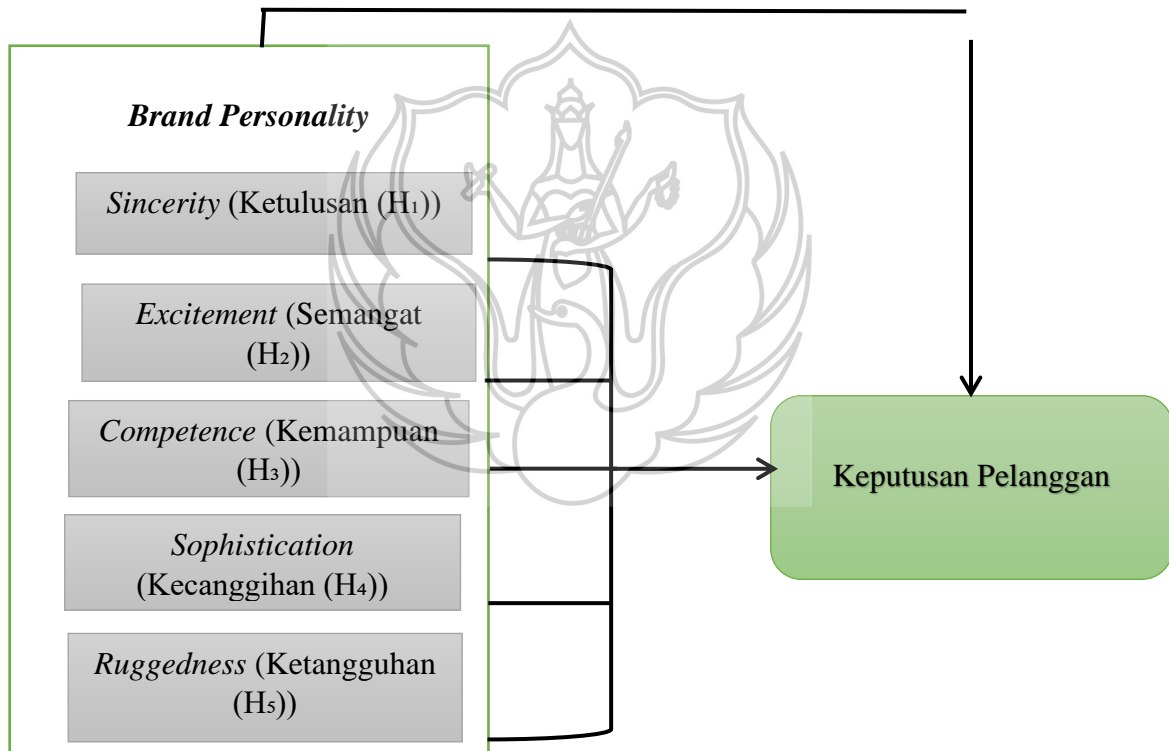 Brand Personality
Sincerity (Ketulusan (H₁))
Excitement (Semangat
(H₂))
Competence (Kemampuan
(H₃))
Sophistication
(Kecanggihan (H₄))
Ruggedness (Ketangguhan
(H₅))
Keputusan Pelanggan